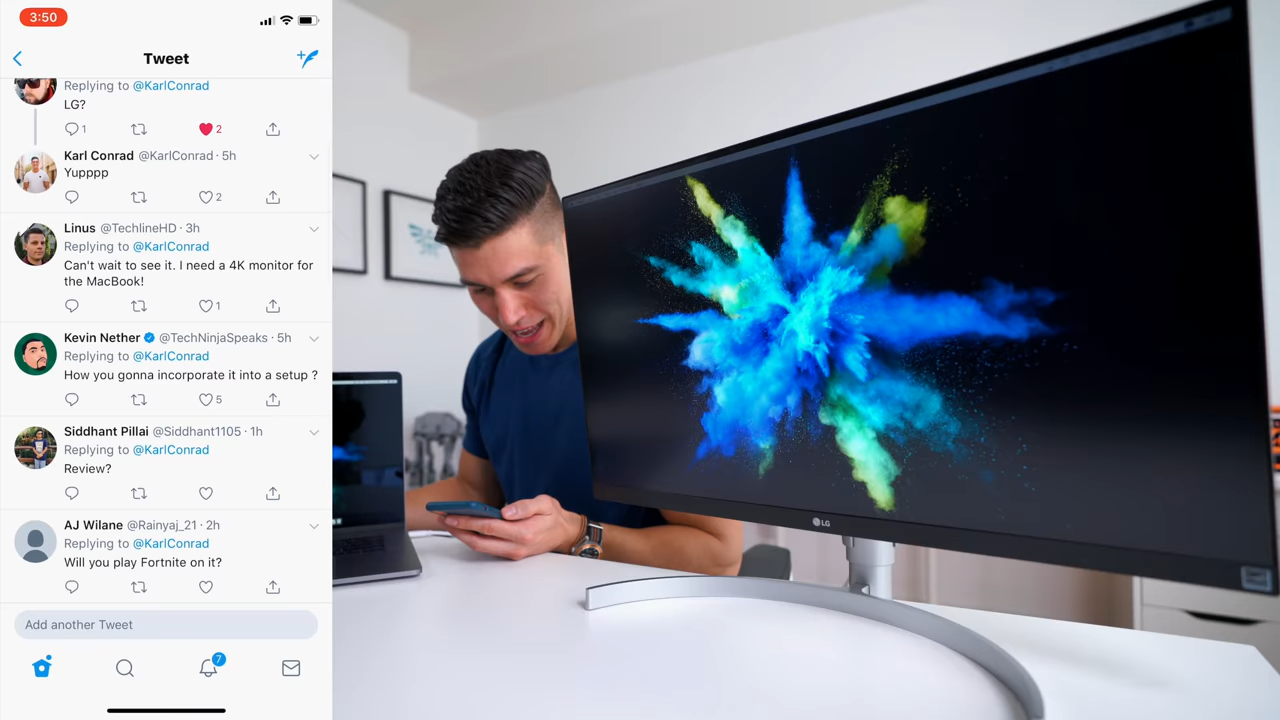 3:50
Tweet
Replying to @KarlConrad
LG?
1
2
Karl Conrad @KarlConrad · 5h
Yupppp
2
Linus @TechlineHD · 3h
Replying to @KarlConrad
Can't wait to see it. I need a 4K monitor for
the MacBook!
1
Kevin Nether @TechNinjaSpeaks · 5h
Replying to @KarlConrad
How you gonna incorporate it into a setup ?
5
Siddhant Pillai @Siddhant1105 · 1h
Replying to @KarlConrad
Review?
AJ Wilane @Rainyaj_21 · 2h
Replying to @KarlConrad
Will you play Fortnite on it?
Add another Tweet
7
LG